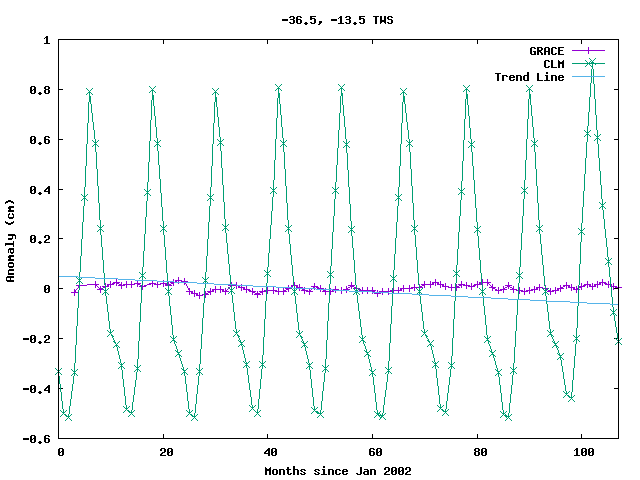 -36.5, -13.5 TWS
GRACE
CLM
Trend Line
1
0.8
0.6
0.4
0.2
0
-0.2
-0.4
-0.6
Anomaly (cm)
0 20 40 60 80 100
Months since Jan 2002